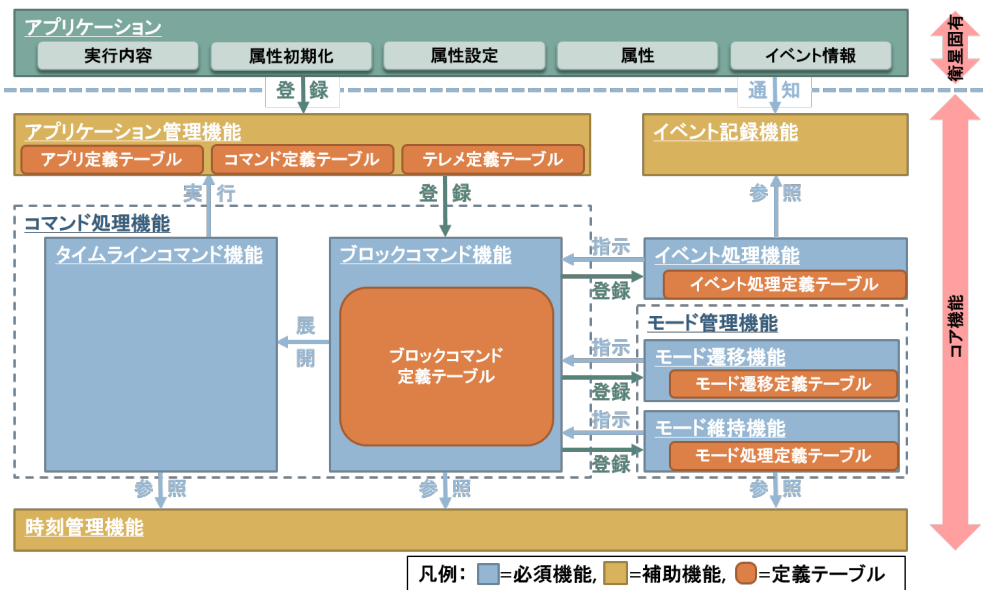 アプリケーション
実行内容
属性初期化
属性設定
属性
イベント情報
衛星固有
登録
通知
アプリケーション管理機能
アプリ定義テーブル
コマンド定義テーブル
テレメ定義テーブル
イベント記録機能
コア機能
実行
登録
参照
コマンド処理機能
タイムラインコマンド機能
ブロックコマンド機能
指示
登録
イベント処理機能
イベント処理定義テーブル
展開
ブロックコマンド
定義テーブル
モード管理機能
指示
登録
モード遷移機能
モード遷移定義テーブル
指示
登録
モード維持機能
モード処理定義テーブル
参照
参照
参照
時刻管理機能
凡例: =必須機能, =補助機能, =定義テーブル